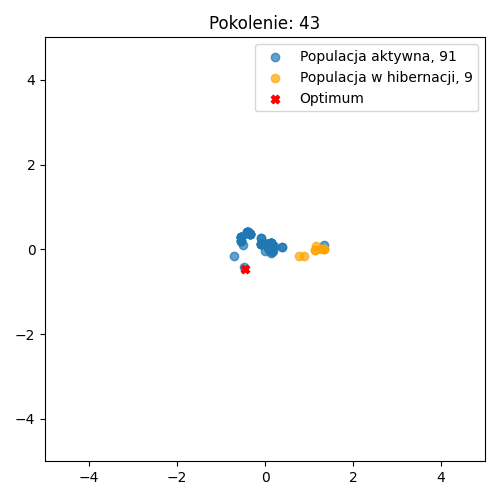 Pokolenie: 43
Populacja aktywna, 91
Populacja w hibernacji, 9
Optimum
4
2
0
−2
−4
−4 −2 0 2 4